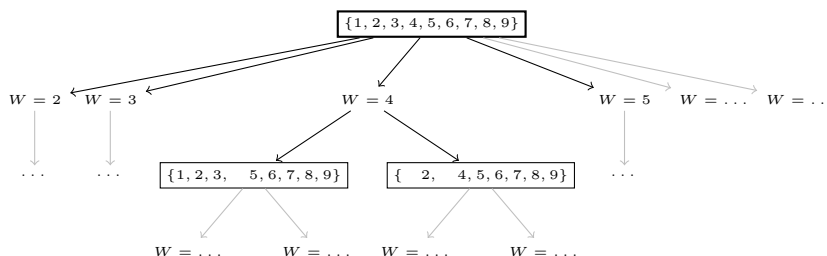 {1, 2, 3, 4, 5, 6, 7, 8, 9}
W = 2 W = 3 W = 4 W = 5 W = ... W = ..
... ... {1, 2, 3, 5, 6, 7, 8, 9} { 2, 4, 5, 6, 7, 8, 9} ...
W = ... W = ... W = ... W = ...